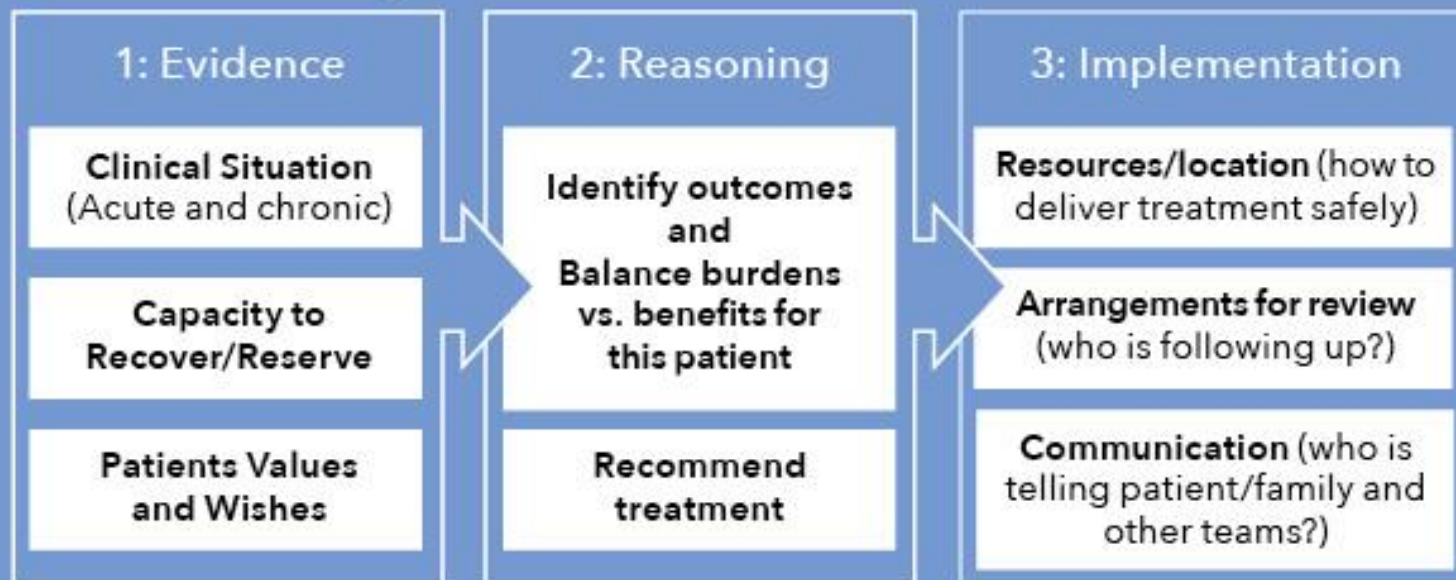 1: Evidence
Clinical Situation
(Acute and chronic)
Capacity to
Recover/Reserve
Patients Values
and Wishes
2: Reasoning
Identify outcomes
and
Balance burdens
vs. benefits for
this patient
Recommend
treatment
3: Implementation
Resources/location (how to
deliver treatment safely)
Arrangements for review
(who is following up?)
Communication (who is
telling patient/family and
other teams?)